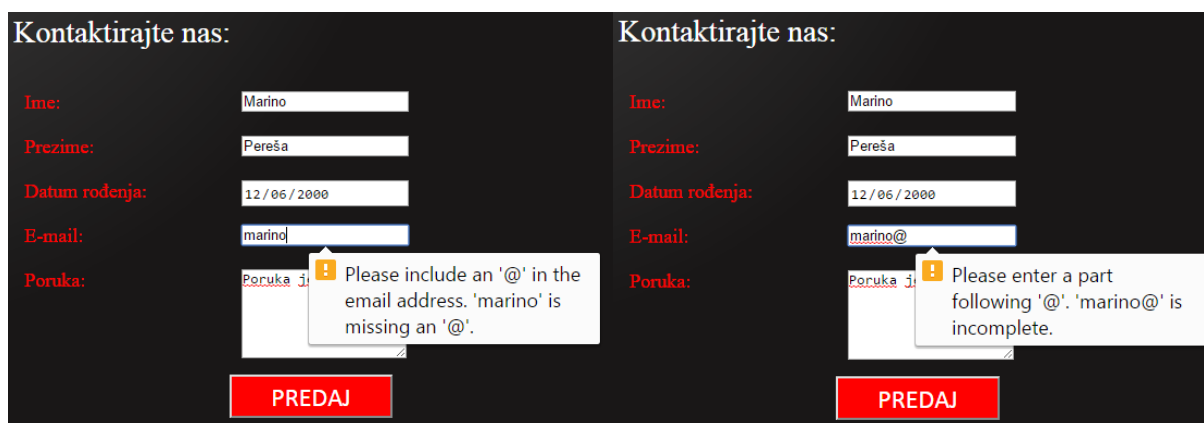 Kontaktirajte nas:
Ime:
Marino
Prezime:
Pereša
Datum rođenja:
12/06/2000
E-mail:
marino
Please include an '@' in the
email address. 'marino' is
missing an '@'.
Poruka:
Poruka
PREDAJ
Kontaktirajte nas:
Ime:
Marino
Prezime:
Pereša
Datum rođenja:
12/06/2000
E-mail:
marino@
Please enter a part
following '@'. 'marino@' is
incomplete.
Poruka:
Poruka
PREDAJ